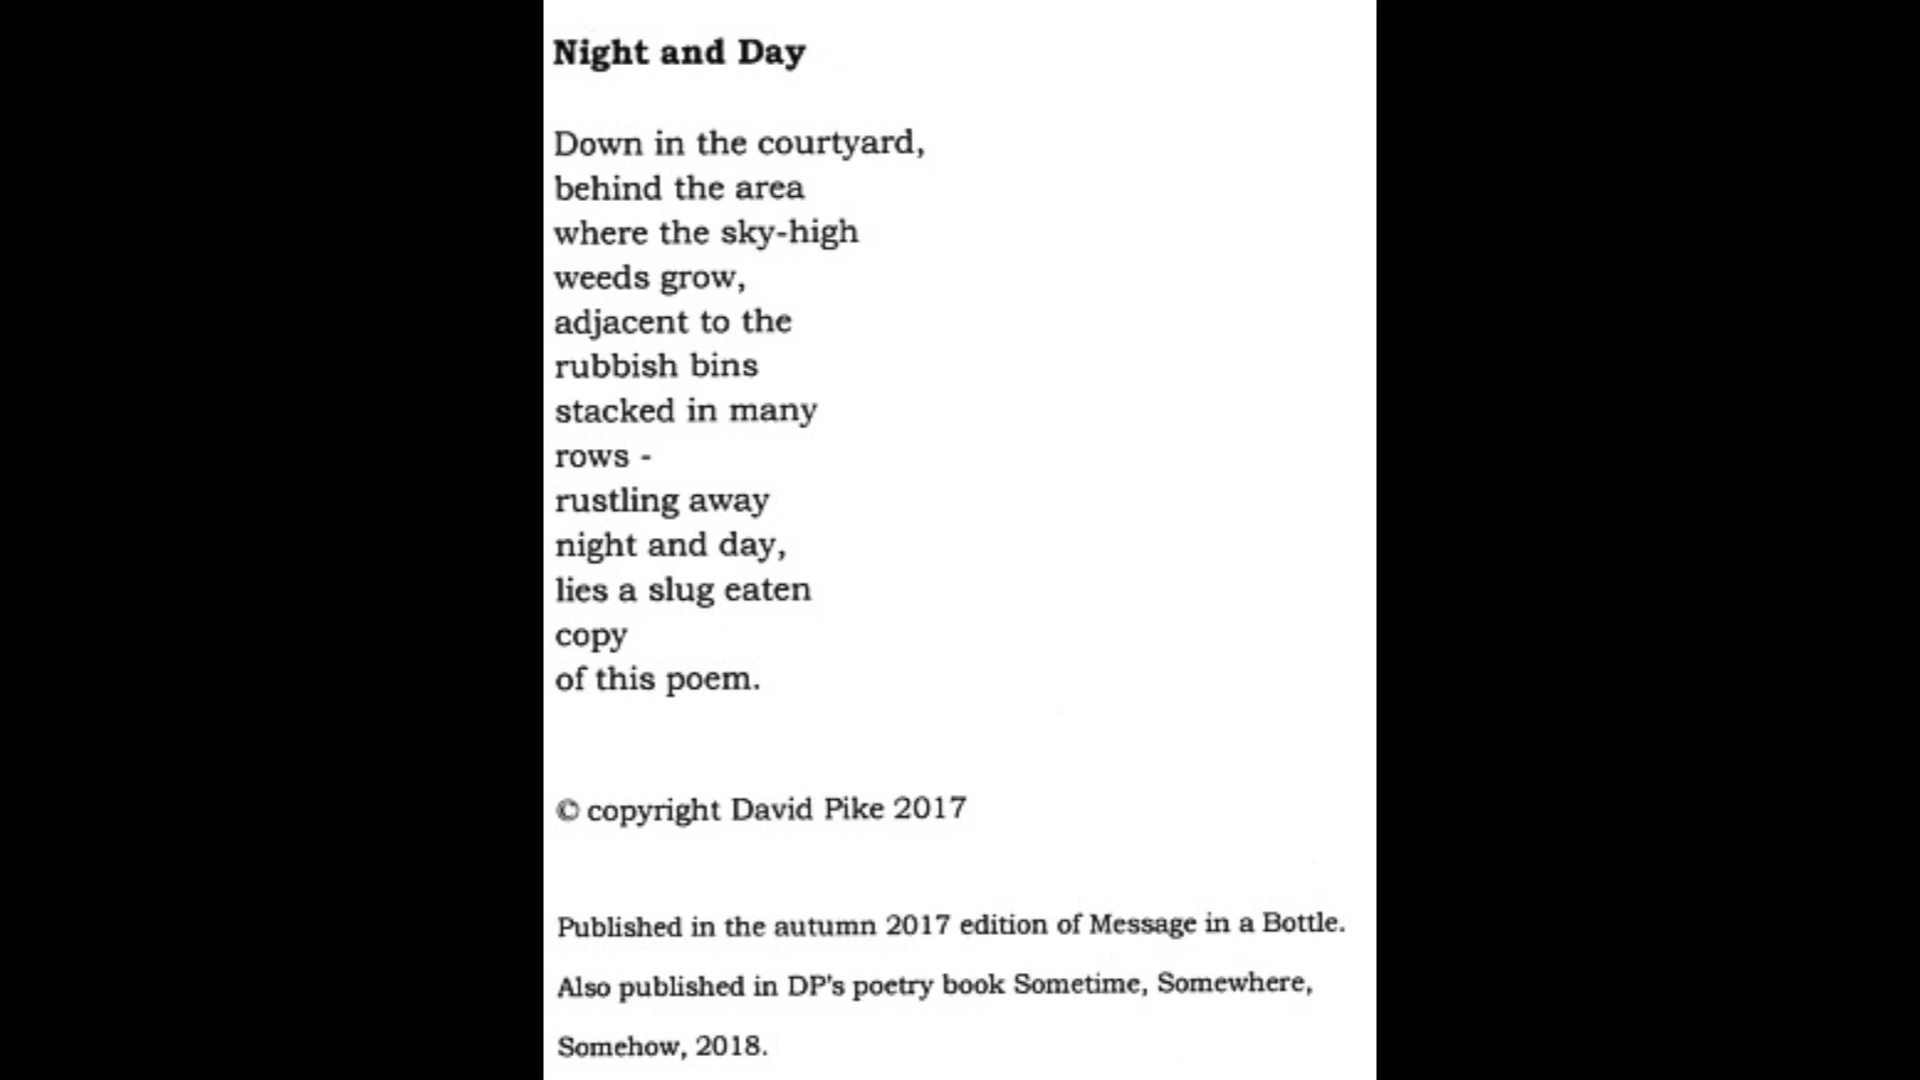 Night and Day
Down in the courtyard,
behind the area
where the sky-high
weeds grow,
adjacent to the
rubbish bins
stacked in many
rows -
rustling away
night and day,
lies a slug eaten
copy
of this poem.
© copyright David Pike 2017
Published in the autumn 2017 edition of Message in a Bottle.
Also published in DP's poetry book Sometime, Somewhere,
Somehow, 2018.